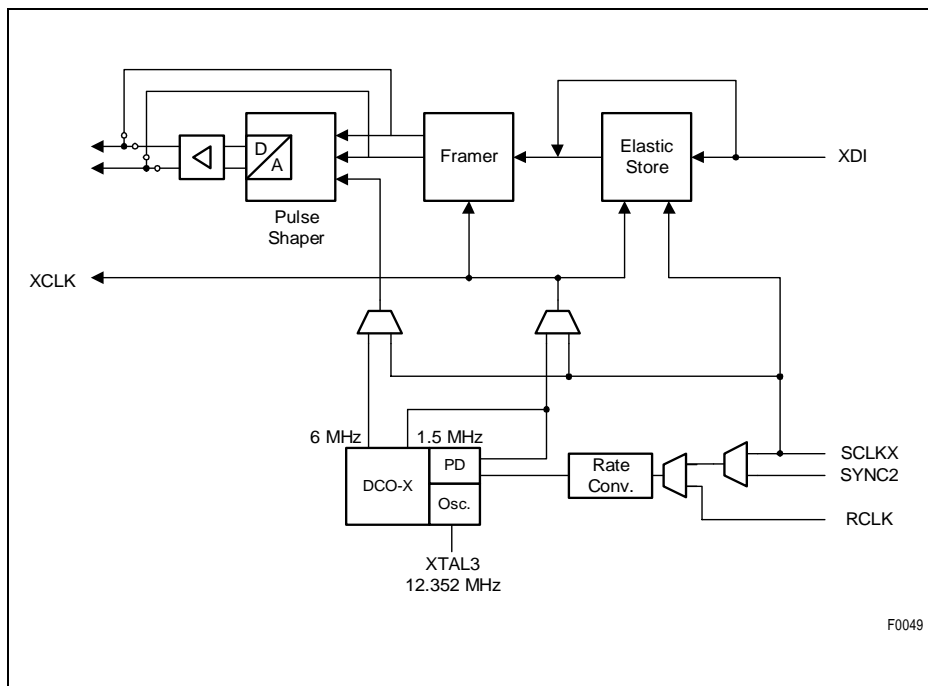 D
A
Framer
Elastic
Store
XDI
Pulse
Shaper
XCLK
6 MHz
1.5 MHz
DCO-X
PD
Osc.
Rate
Conv.
SCLKX
SYNC2
RCLK
XTAL3
12.352 MHz
F0049